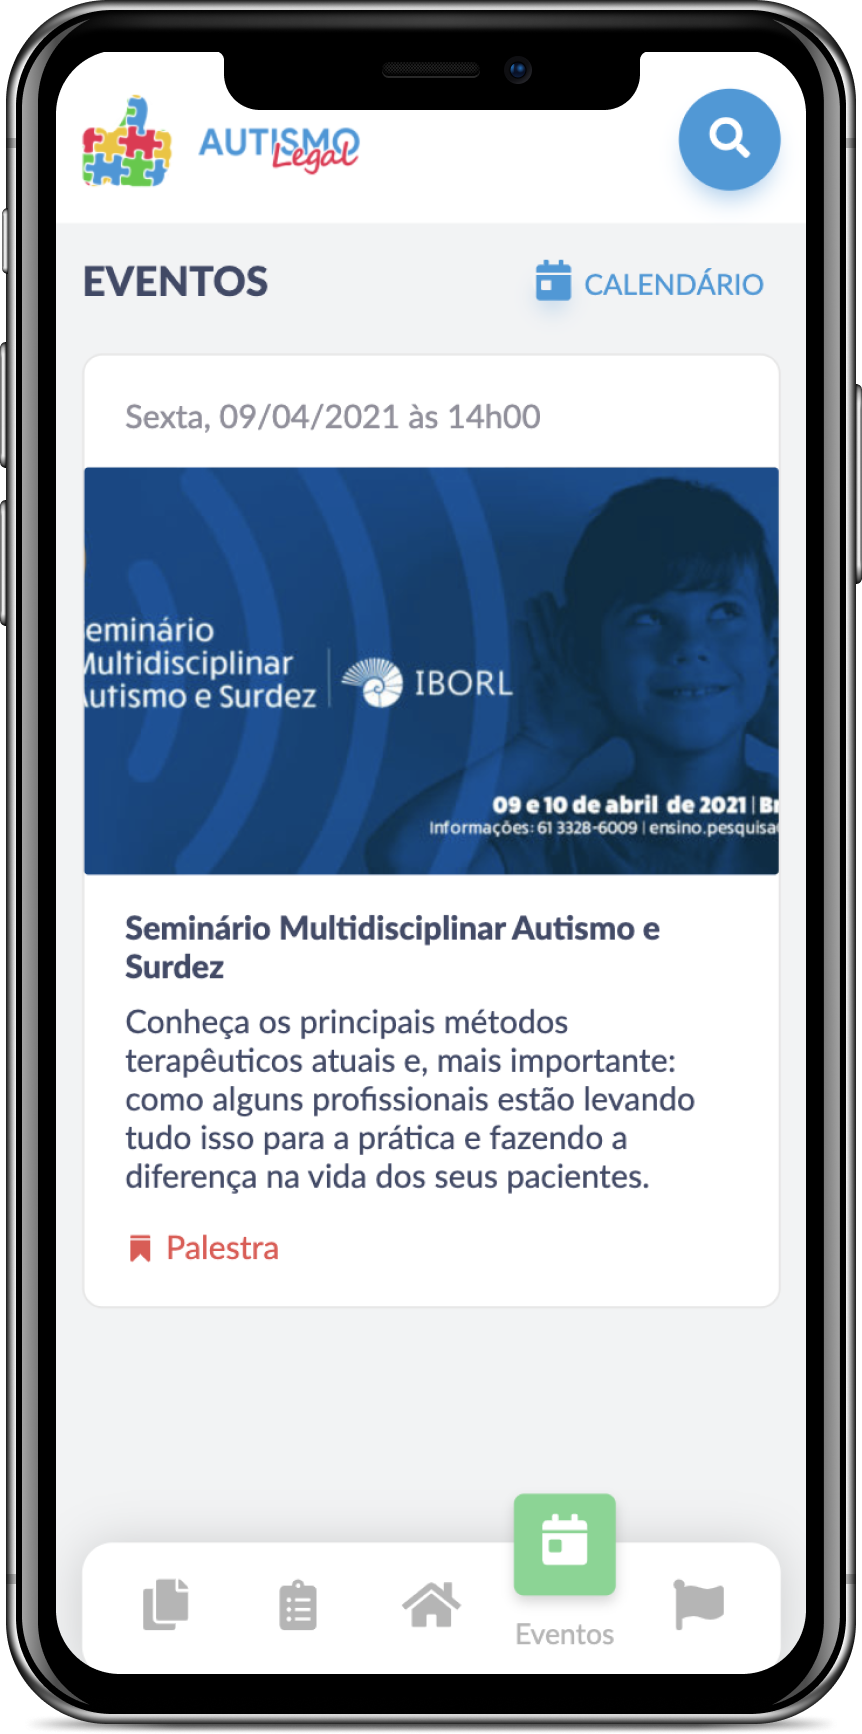 AUTISMO
Legal
EVENTOS
CALENDÁRIO
Sexta, 09/04/2021 às 14h00
eminário
Multidisciplinar
utismo e Surdez
IBORL
09 e 10 de abril de 2021 | Br
Informações: 61 3328-6009 | ensino.pesquisa
Seminário Multidisciplinar Autismo e
Surdez
Conheça os principais métodos
terapêuticos atuais e, mais importante:
como alguns profissionais estão levando
tudo isso para a prática e fazendo a
diferença na vida dos seus pacientes.
Palestra
Eventos